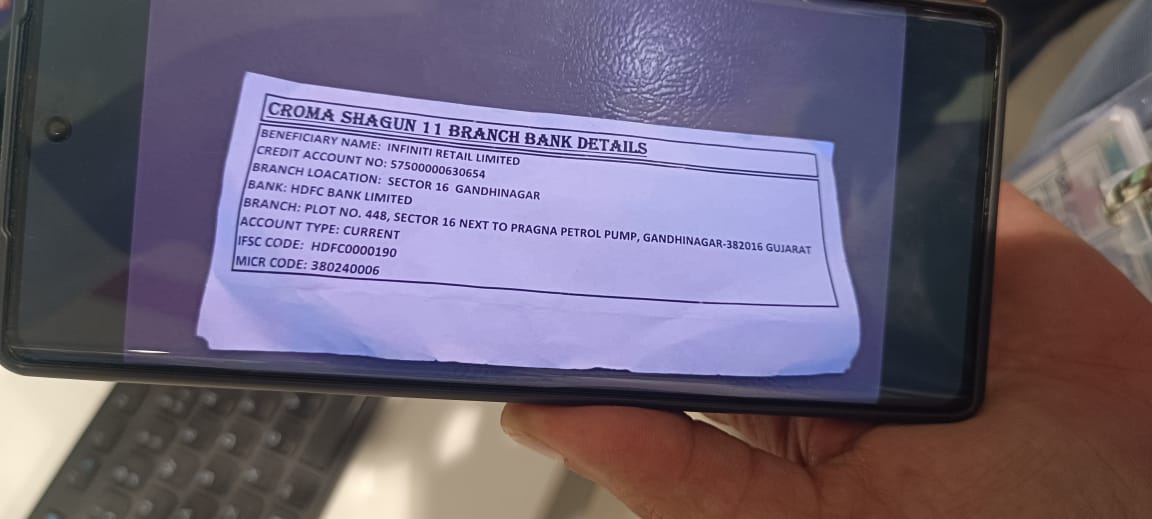 CROMA SHAGUN 11 BRANCH BANK DETAILS
BENEFICIARY NAME: INFINITI RETAIL LIMITED
CREDIT ACCOUNT NO: 57500000630654
BRANCH LOACATION: SECTOR 16 GANDHINAGAR
BANK: HDFC BANK LIMITED
BRANCH: PLOT NO. 448, SECTOR 16 NEXT TO PRAGNA PETROL PUMP, GANDHINAGAR-382016 GUJARAT
ACCOUNT TYPE: CURRENT
IFSC CODE: HDFC0000190
MICR CODE: 380240006